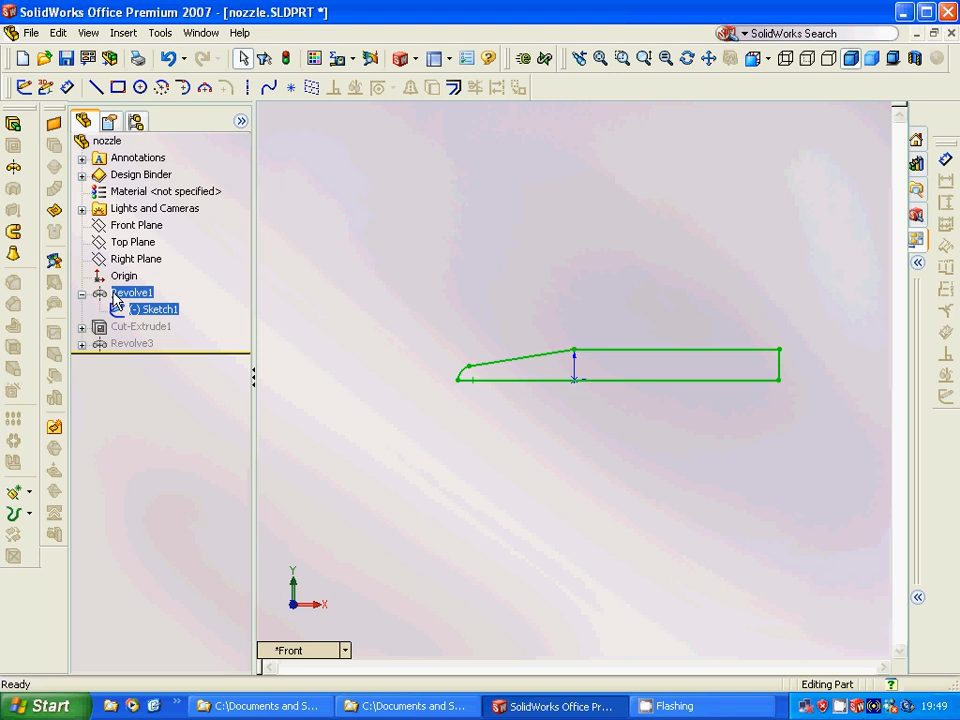 SolidWorks Office Premium 2007 - [nozzle.SLDPRT *]
File Edit View Insert Tools Window Help
SolidWorks Search
nozzle
Annotations
Design Binder
Material <not specified>
Lights and Cameras
Front Plane
Top Plane
Right Plane
Origin
Revolve1
(-) Sketch1
Cut-Extrude1
Revolve3
Y
X
*Front
Ready
Editing Part
Start
C:\Documents and S...
C:\Documents and S...
SolidWorks Office Pr...
Flashing
19:49